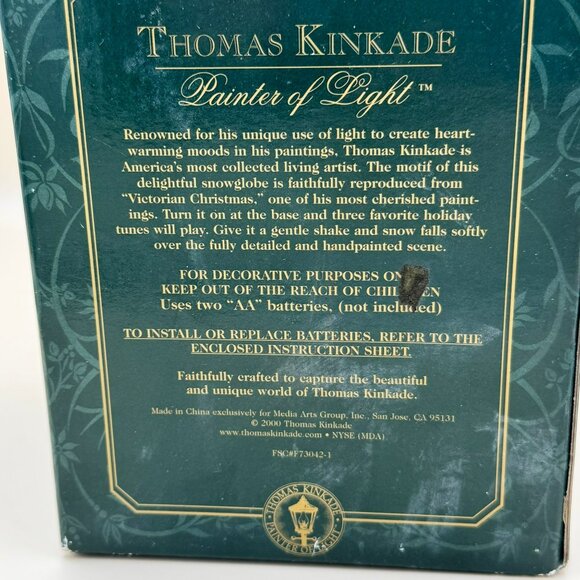 THOMAS KINKADE
Painter of Light™
Renowned for his unique use of light to create heart-
warming moods in his paintings, Thomas Kinkade is
America's most collected living artist. The motif of this
delightful snowglobe is faithfully reproduced from
"Victorian Christmas," one of his most cherished paint-
ings. Turn it on at the base and three favorite holiday
tunes will play. Give it a gentle shake and snow falls softly
over the fully detailed and handpainted scene.
FOR DECORATIVE PURPOSES
KEEP OUT OF THE REACH OF
Uses two "AA" batteries, (not included)
TO INSTALL OR REPLACE BATTERIES, REFER TO THE
ENCLOSED INSTRUCTION SHEET.
Faithfully crafted to capture the beautiful
and unique world of Thomas Kinkade.
Made in China exclusively for Media Arts Group, Inc., San Jose, CA 95131
© 2000 Thomas Kinkade
www.thomaskinkade.com • NYSE (MDA)
FSC#F73042-1
THOMAS KINKADE
PAINTER OF LIGHT